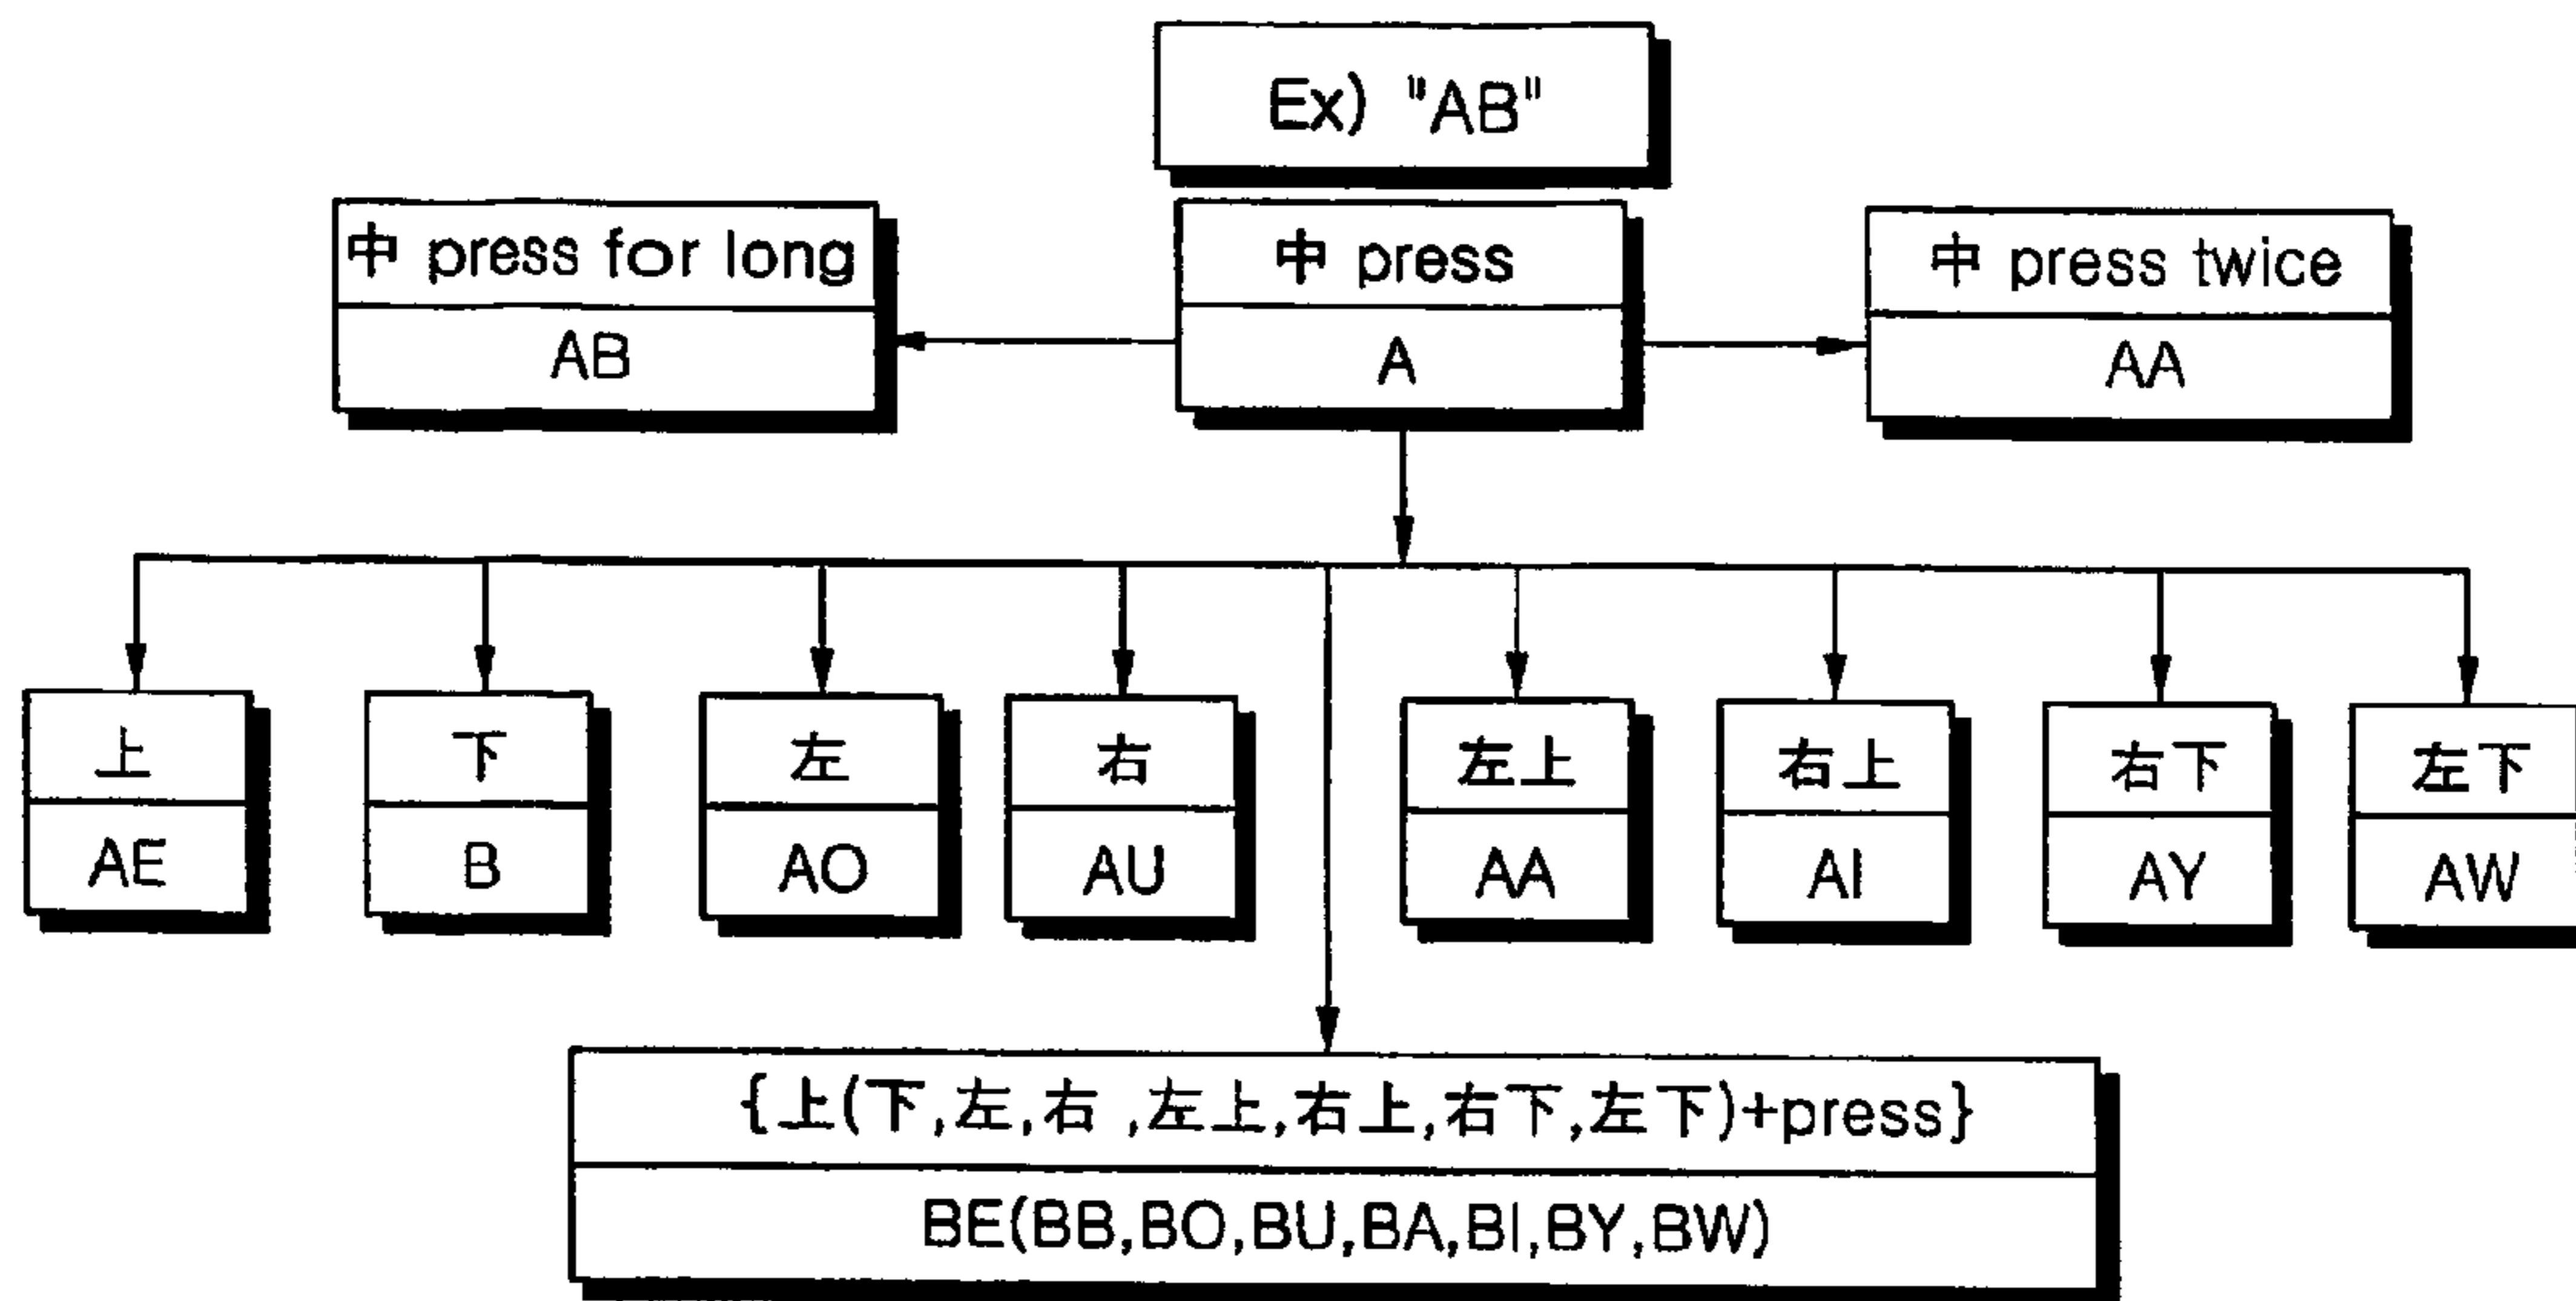 Ex) "AB"
中 press for long
AB
中 press
A
中 press twice
AA
上
AE
下
B
左
AO
右
AU
左上
AA
右上
AI
右下
AY
左下
AW
{上(下,左,右 ,左上,右上,右下,左下)+press}
BE(BB,BO,BU,BA,BI,BY,BW)